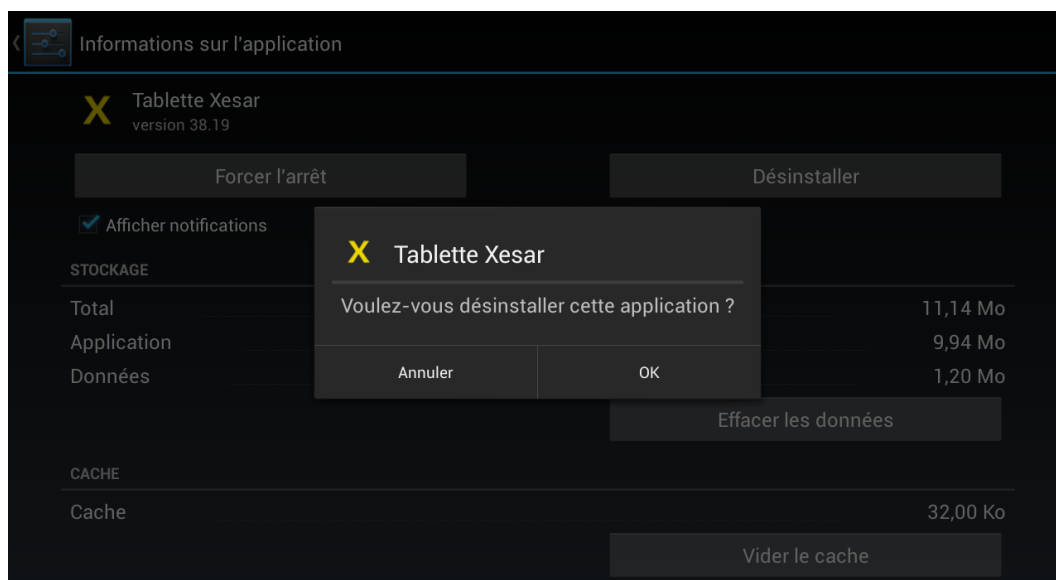 Informations sur l'application
X Tablette Xesar
version 38.19
Forcer l'arrêt Désinstaller
Afficher notifications
X Tablette Xesar
STOCKAGE
Voulez-vous désinstaller cette application ?
Total 11,14 Mo
Application 9,94 Mo
Annuler OK
Données 1,20 Mo
Effacer les données
CACHE
Cache 32,00 Ko
Vider le cache